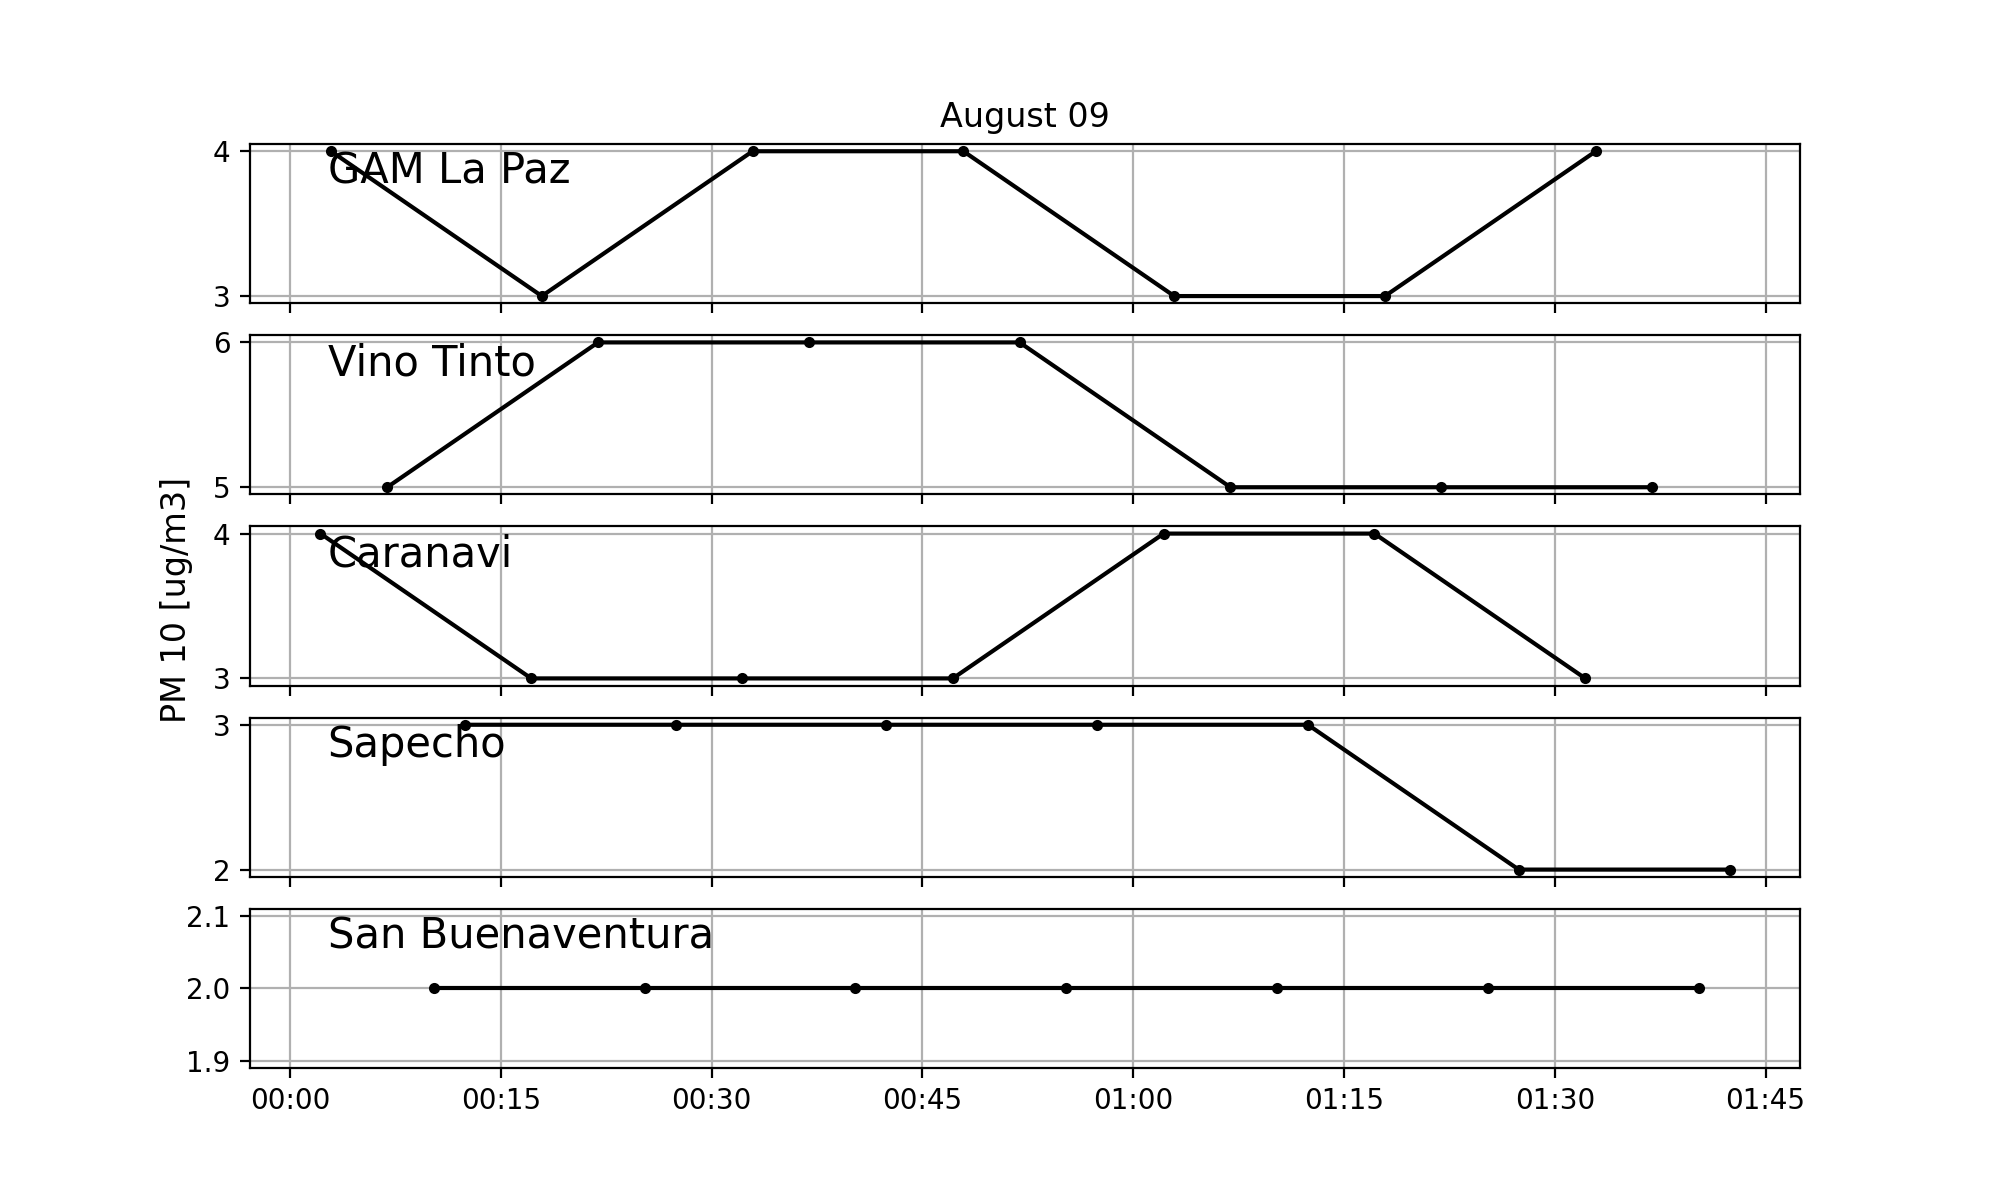 August 09
PM 10 [ug/m3]
4
GAM La Paz
3
6
Vino Tinto
5
4
Caranavi
3
3
Sapecho
2
2.1
San Buenaventura
2.0
1.9
00:00 00:15 00:30 00:45 01:00 01:15 01:30 01:45